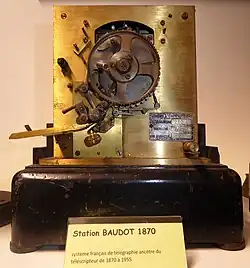 Station BAUDOT 1870
système français de télégraphie ancêtre du
téléscripteur de 1870 à 1955